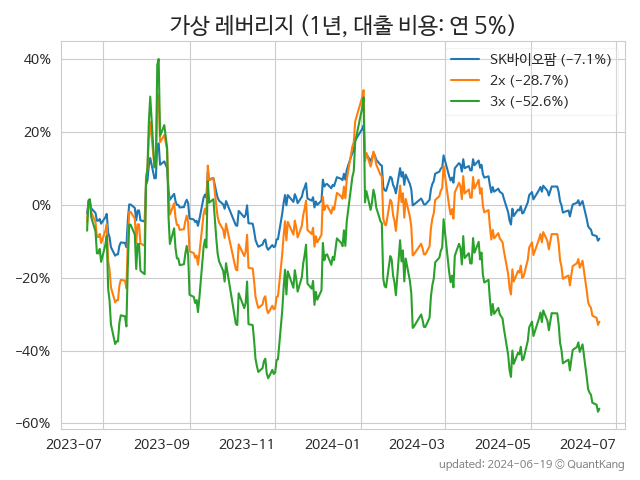 가상 레버리지 (1년, 대출 비용: 연 5%)
SK바이오팜 (−7.1%)
2x (−28.7%)
3x (−52.6%)
40%
20%
0%
−20%
−40%
−60%
2023-07
2023-09
2023-11
2024-01
2024-03
2024-05
2024-07
updated: 2024-06-19 © QuantKang